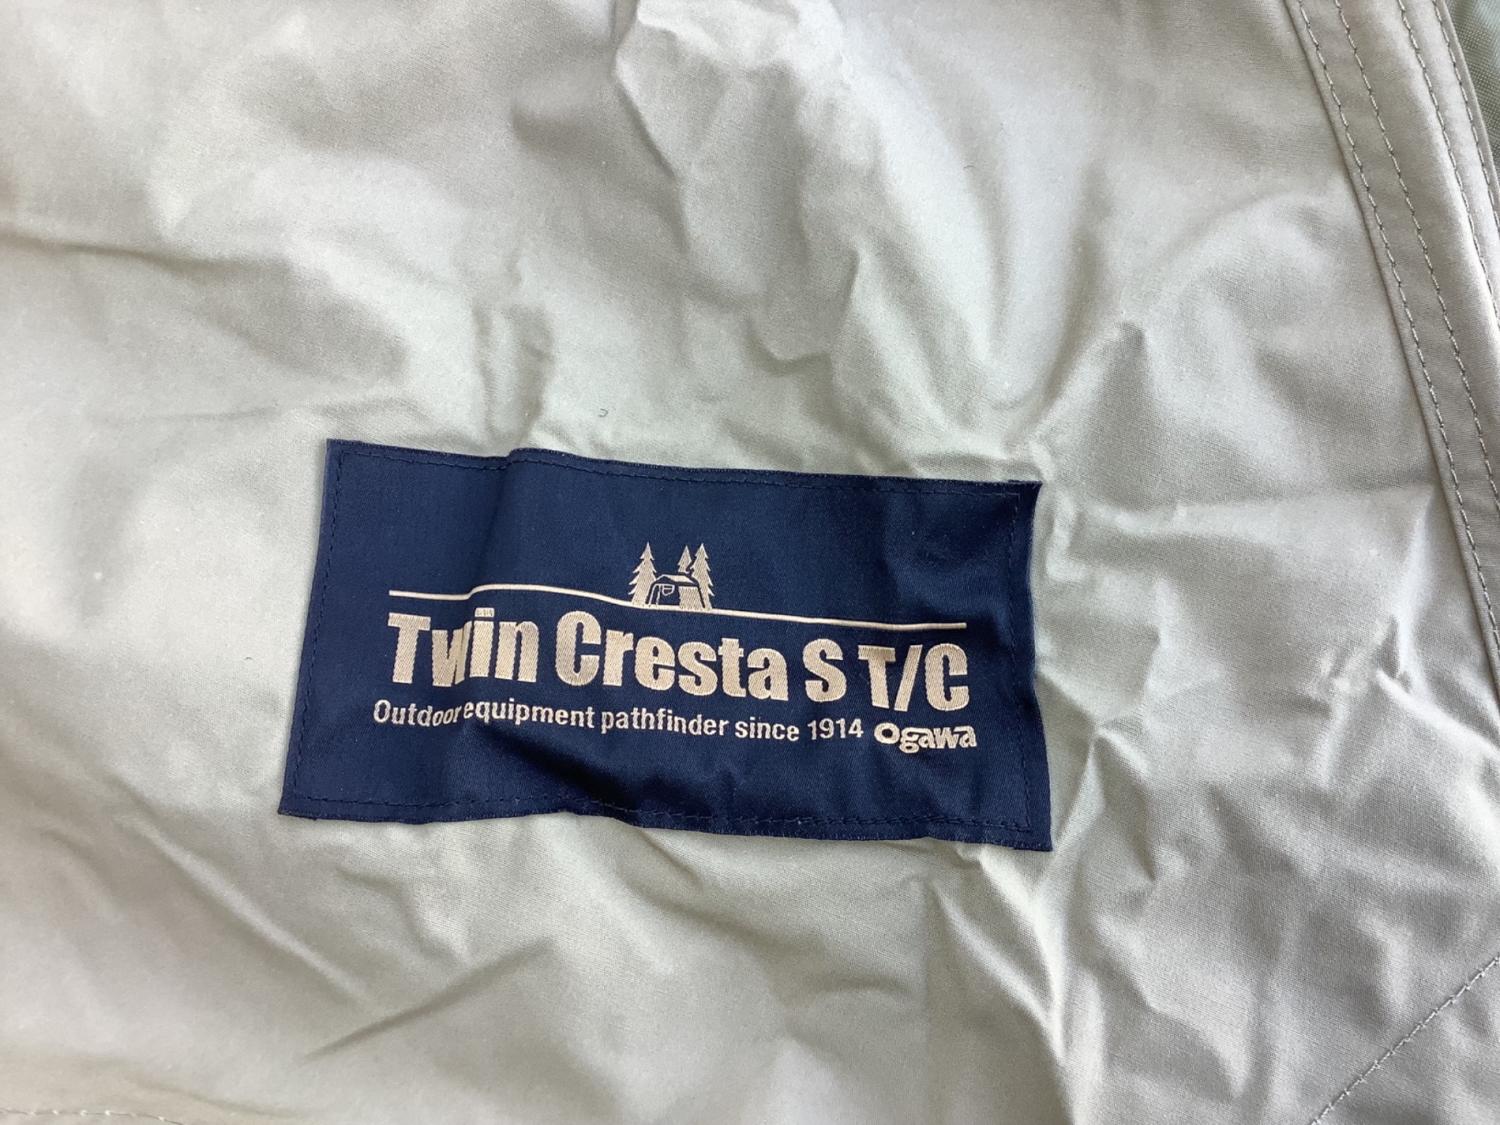 Twin Cresta S T/C
Outdoor equipment pathfinder since 1914 ogawa